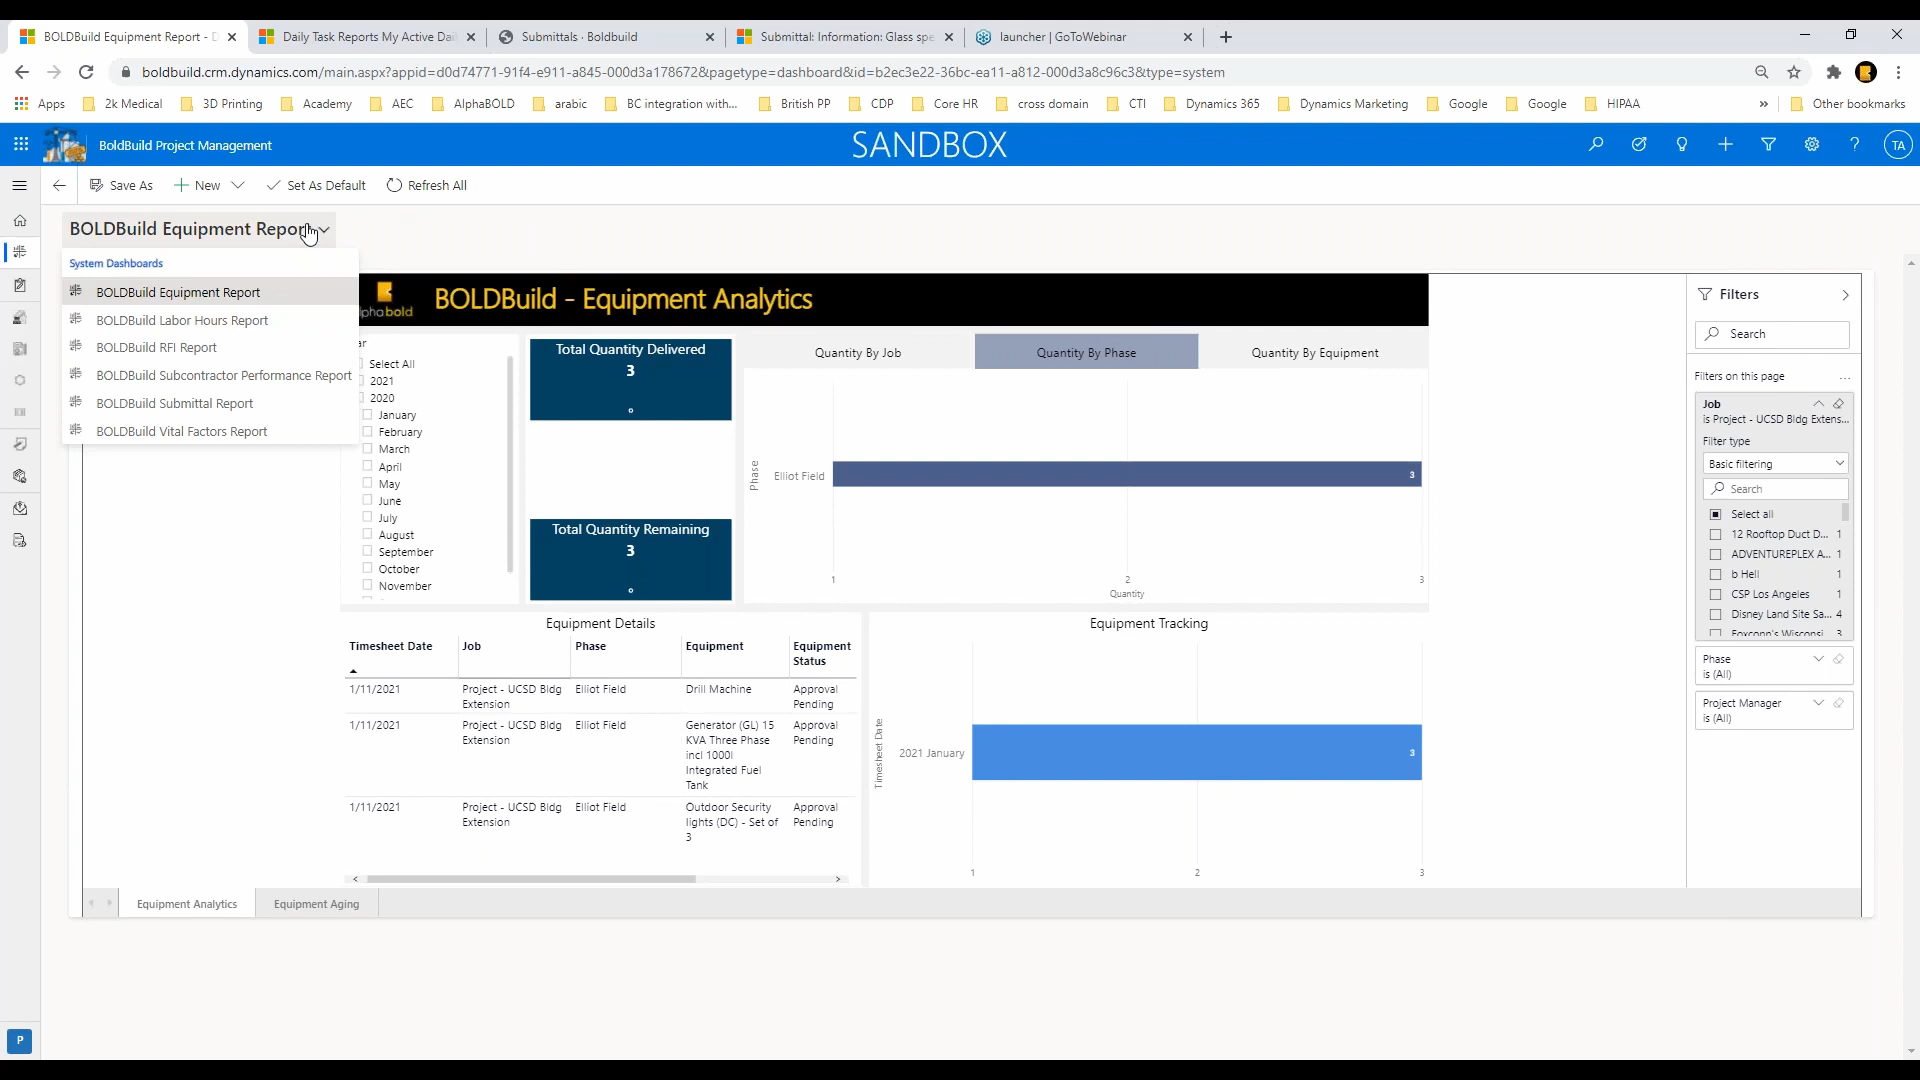 BOLDBuild Equipment Report - D
Daily Task Reports My Active Dail
Submittals - Boldbuild
Submittal: Information: Glass spe
launcher | GoToWebinar
boldbuild.crm.dynamics.com/main.aspx?appid=d0d74771-91f4-e911-a845-000d3a178672&pagetype=dashboard&id=b2ec3e22-36bc-ea11-a812-000d3a8c96c3&type=system
Apps
2k Medical
3D Printing
Academy
AEC
AlphaBOLD
arabic
BC integration with...
British PP
CDP
Core HR
cross domain
CTI
Dynamics 365
Dynamics Marketing
Google
Google
HIPAA
»
Other bookmarks
BoldBuild Project Management
SANDBOX
TA
Save As
New
Set As Default
Refresh All
BOLDBuild Equipment Report
System Dashboards
BOLDBuild Equipment Report
BOLDBuild Labor Hours Report
BOLDBuild RFI Report
BOLDBuild Subcontractor Performance Report
BOLDBuild Submittal Report
BOLDBuild Vital Factors Report
phabold
BOLDBuild - Equipment Analytics
ar
Select All
2021
2020
January
February
March
April
May
June
July
August
September
October
November
Total Quantity Delivered
3
Total Quantity Remaining
3
Quantity By Job
Quantity By Phase
Quantity By Equipment
Phase
Elliot Field
3
1
2
3
Quantity
Equipment Details
Timesheet Date
Job
Phase
Equipment
Equipment
Status
1/11/2021
Project - UCSD Bldg
Extension
Elliot Field
Drill Machine
Approval
Pending
1/11/2021
Project - UCSD Bldg
Extension
Elliot Field
Generator (GL) 15
KVA Three Phase
incl 1000l
Integrated Fuel
Tank
Approval
Pending
1/11/2021
Project - UCSD Bldg
Extension
Elliot Field
Outdoor Security
lights (DC) - Set of
3
Approval
Pending
Equipment Tracking
Timesheet Date
2021 January
3
1
2
3
Filters
Search
Filters on this page
...
Job
is Project - UCSD Bldg Extens...
Filter type
Basic filtering
Search
Select all
12 Rooftop Duct D... 1
ADVENTUREPLEX A... 1
b Hell 1
CSP Los Angeles 1
Disney Land Site Sa... 4
Foxconn's Wisconsi... 3
Phase
is (All)
Project Manager
is (All)
Equipment Analytics
Equipment Aging
P